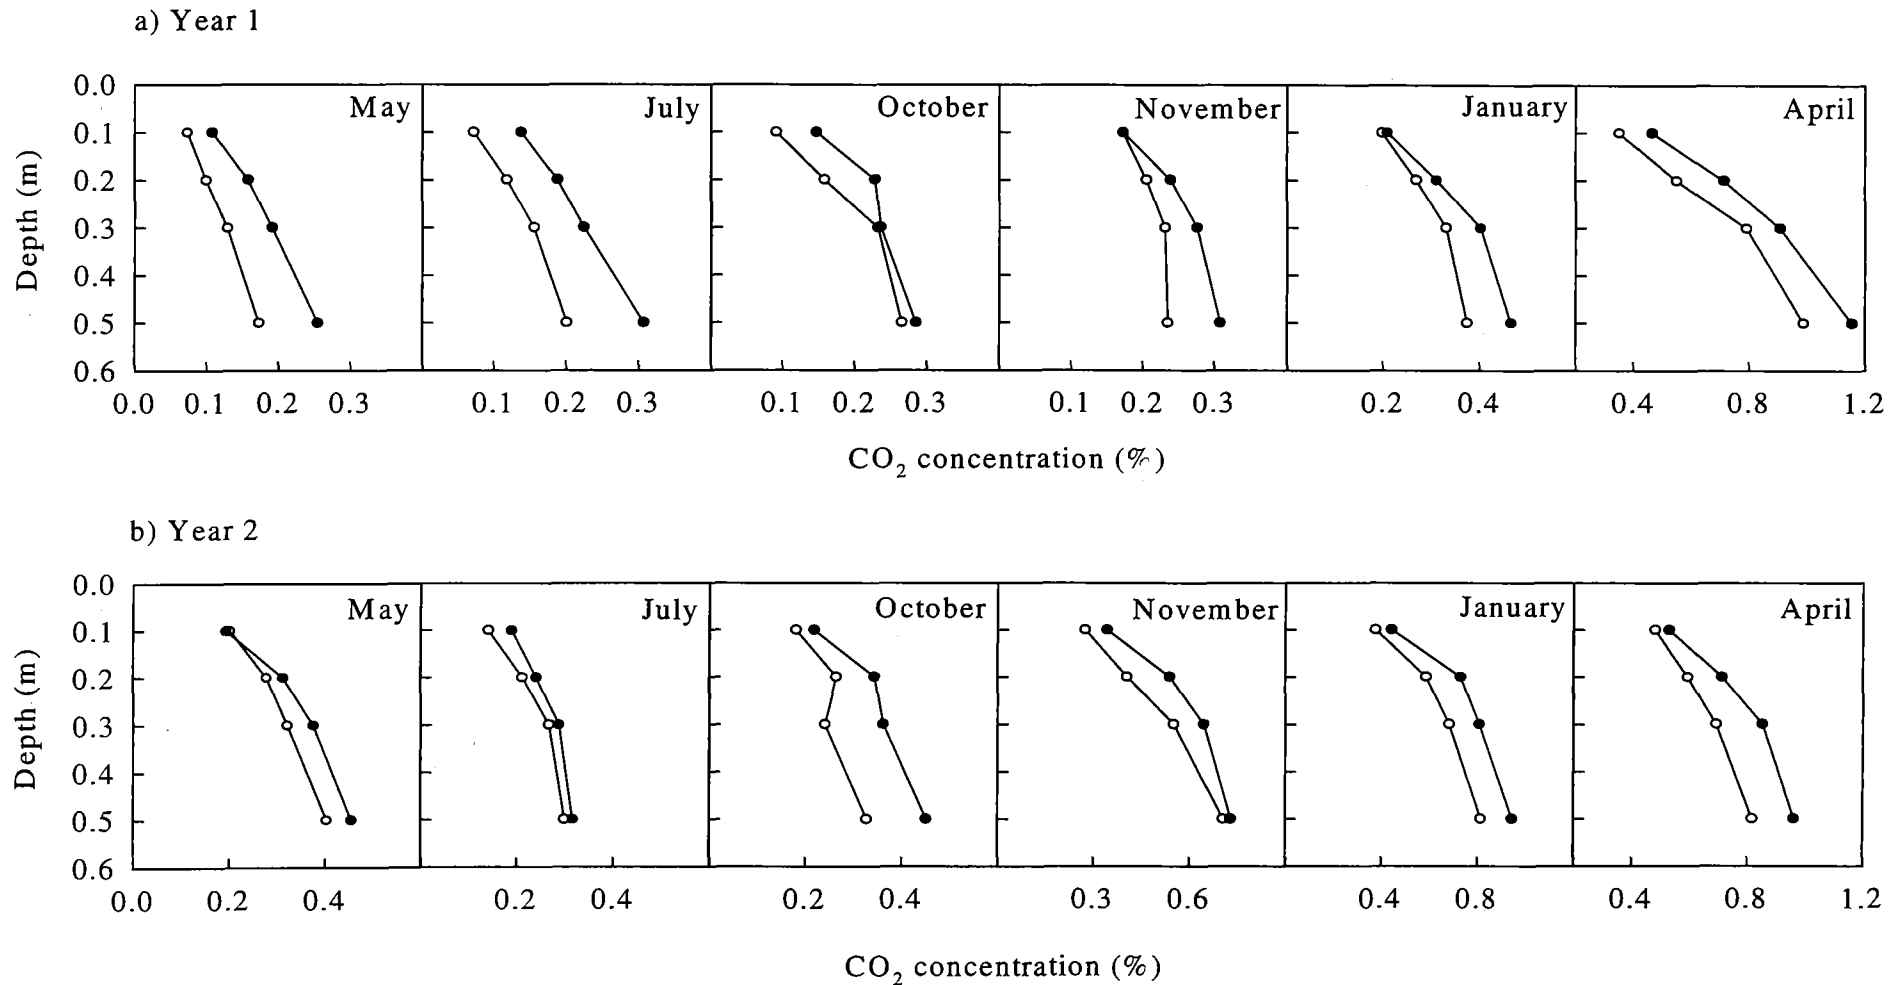 a) Year 1
0.0
May
July
October
November
January
April
0.1
0.2
0.3
0.4
0.5
0.6
Depth (m)
0.0 0.1 0.2 0.3 0.1 0.2 0.3 0.1 0.2 0.3 0.1 0.2 0.3 0.2 0.4 0.4 0.8 1.2
CO2 concentration (%)
b) Year 2
0.0
May
July
October
November
January
April
0.1
0.2
0.3
0.4
0.5
0.6
Depth (m)
0.0 0.2 0.4 0.2 0.4 0.2 0.4 0.3 0.6 0.4 0.8 0.4 0.8 1.2
CO2 concentration (%)